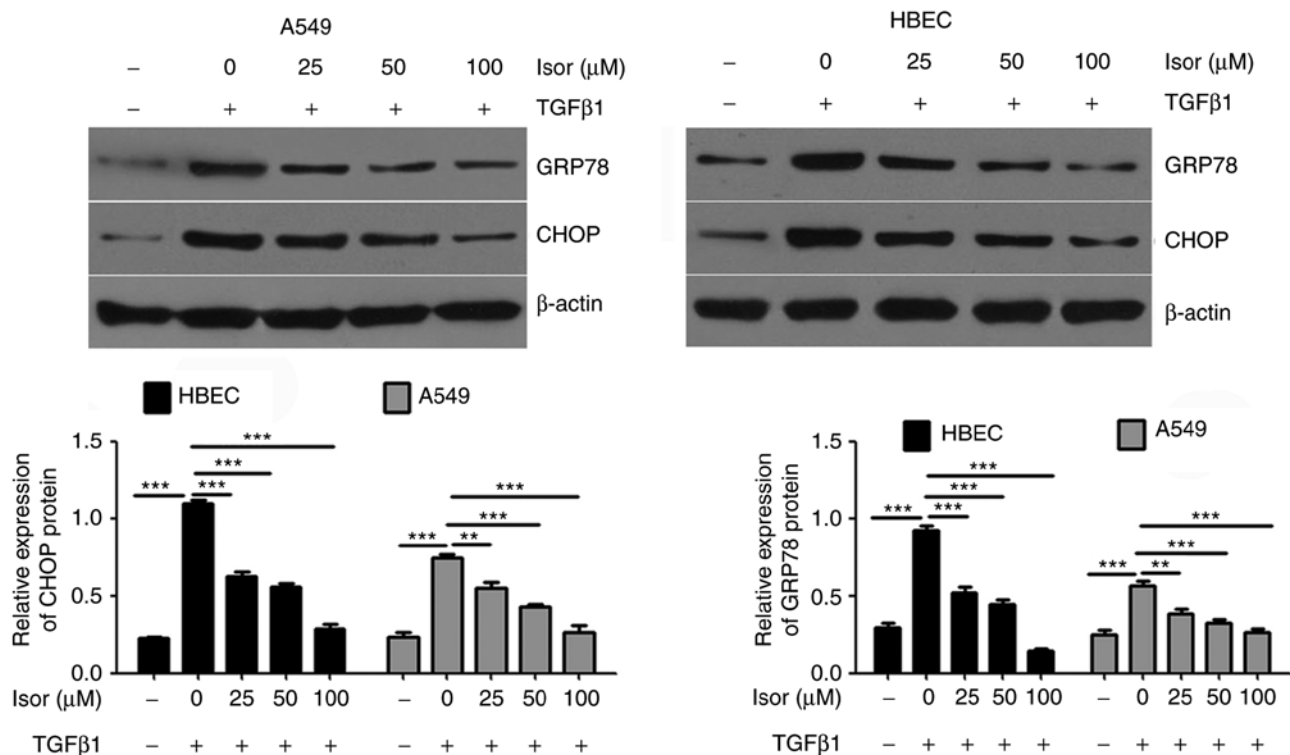 A549
– 0 25 50 100 Isor (μM)
– + + + + TGFβ1
GRP78
CHOP
β-actin
HBEC
– 0 25 50 100 Isor (μM)
– + + + + TGFβ1
GRP78
CHOP
β-actin
HBEC A549
Relative expression
of CHOP protein
1.5
1.0
0.5
0.0
***
***
***
***
***
***
*** **
Isor (μM) – 0 25 50 100 – 0 25 50 100
TGFβ1 – + + + + – + + + +
HBEC A549
Relative expression
of GRP78 protein
1.5
1.0
0.5
0.0
***
***
*** ***
***
***
*** **
Isor (μM) – 0 25 50 100 – 0 25 50 100
TGFβ1 – + + + + – + + + +